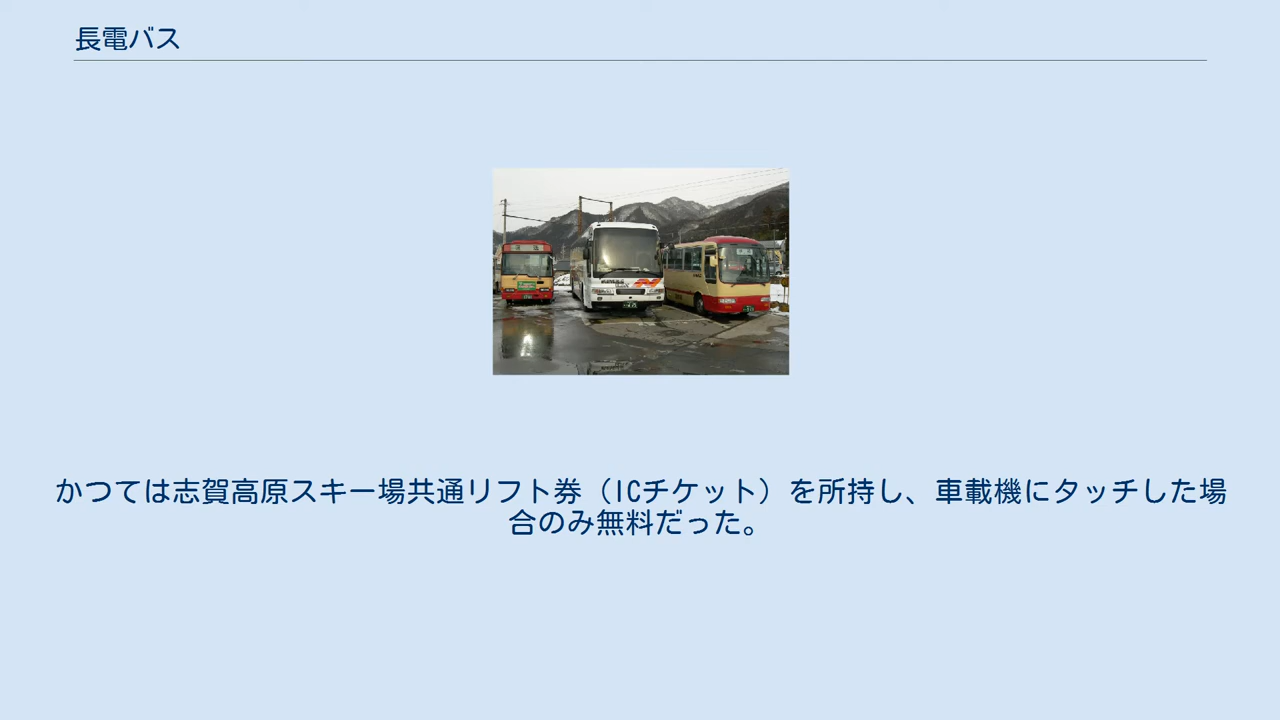 長電バス
かつては志賀高原スキー場共通リフト券（ICチケット）を所持し、車載機にタッチした場
合のみ無料だった。